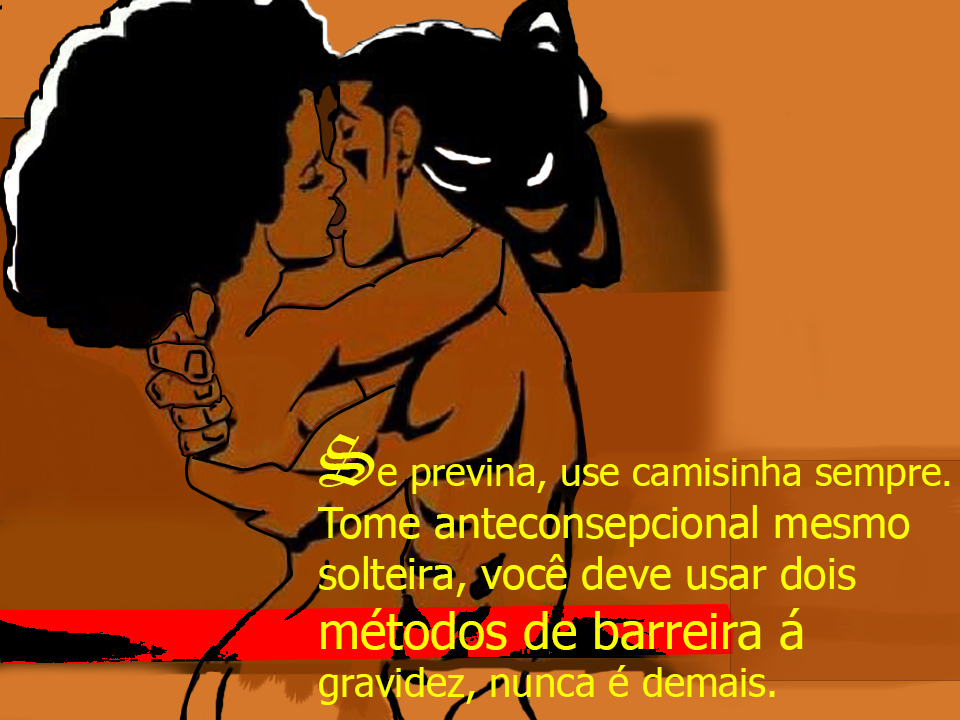 Se previna, use camisinha sempre.
Tome anteconsepcional mesmo
solteira, você deve usar dois
métodos de barreira á
gravidez, nunca é demais.